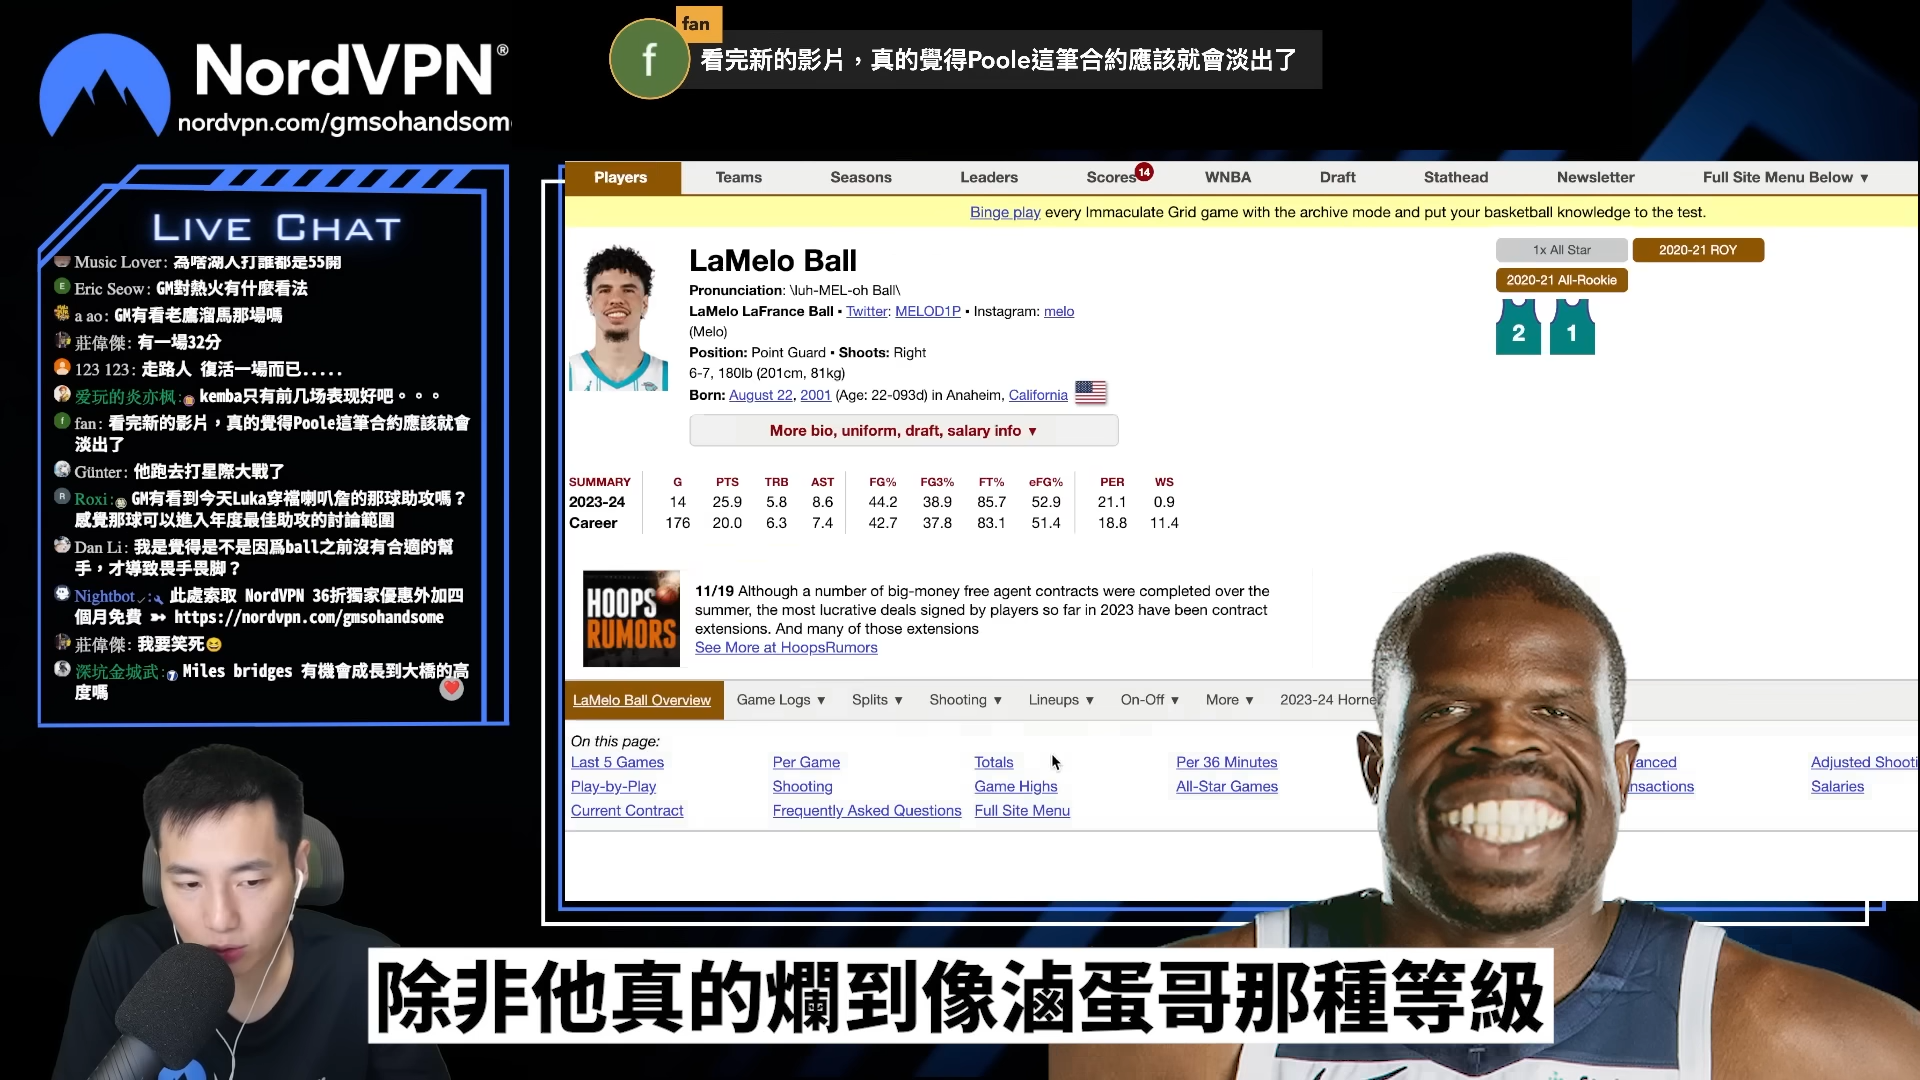 NordVPN®
nordvpn.com/gmsohandsom
fan
f
看完新的影片，真的覺得Poole這筆合約應該就會淡出了
LIVE CHAT
Music Lover: 為啥湖人打誰都是55開
E Eric Seow: GM對熱火有什麼看法
a ao: GM有看老鷹溜馬那場嗎
莊偉傑: 有一場32分
123 123: 走路人 復活一場而已.....
爱玩的炎亦枫: kemba只有前几场表现好吧。。。
f fan: 看完新的影片，真的覺得Poole這筆合約應該就會
淡出了
Günter: 他跑去打星際大戰了
R Roxi: GM有看到今天Luka穿襠喇叭詹的那球助攻嗎？
感覺那球可以進入年度最佳助攻的討論範圍
Dan Li: 我是覺得是不是因爲ball之前沒有合適的幫
手，才導致畏手畏脚？
Nightbot: 此處索取 NordVPN 36折獨家優惠外加四
個月免費 ➳ https://nordvpn.com/gmsohandsome
莊偉傑: 我要笑死😆
深坑金城武: Miles bridges 有機會成長到大橋的高
度嗎
Players Teams Seasons Leaders Scores 14 WNBA Draft Stathead Newsletter Full Site Menu Below ▼
Binge play every Immaculate Grid game with the archive mode and put your basketball knowledge to the test.
LaMelo Ball
Pronunciation: \luh-MEL-oh Ball\
LaMelo LaFrance Ball ▪ Twitter: MELOD1P ▪ Instagram: melo
(Melo)
Position: Point Guard ▪ Shoots: Right
6-7, 180lb (201cm, 81kg)
Born: August 22, 2001 (Age: 22-093d) in Anaheim, California
More bio, uniform, draft, salary info ▼
1x All Star 2020-21 ROY
2020-21 All-Rookie
2 1
SUMMARY G PTS TRB AST FG% FG3% FT% eFG% PER WS
2023-24 14 25.9 5.8 8.6 44.2 38.9 85.7 52.9 21.1 0.9
Career 176 20.0 6.3 7.4 42.7 37.8 83.1 51.4 18.8 11.4
HOOPS
RUMORS
11/19 Although a number of big-money free agent contracts were completed over the
summer, the most lucrative deals signed by players so far in 2023 have been contract
extensions. And many of those extensions
See More at HoopsRumors
LaMelo Ball Overview Game Logs ▼ Splits ▼ Shooting ▼ Lineups ▼ On-Off ▼ More ▼ 2023-24 Horne
On this page:
Last 5 Games Per Game Totals Per 36 Minutes anced Adjusted Shooti
Play-by-Play Shooting Game Highs All-Star Games nsactions Salaries
Current Contract Frequently Asked Questions Full Site Menu
除非他真的爛到像滷蛋哥那種等級